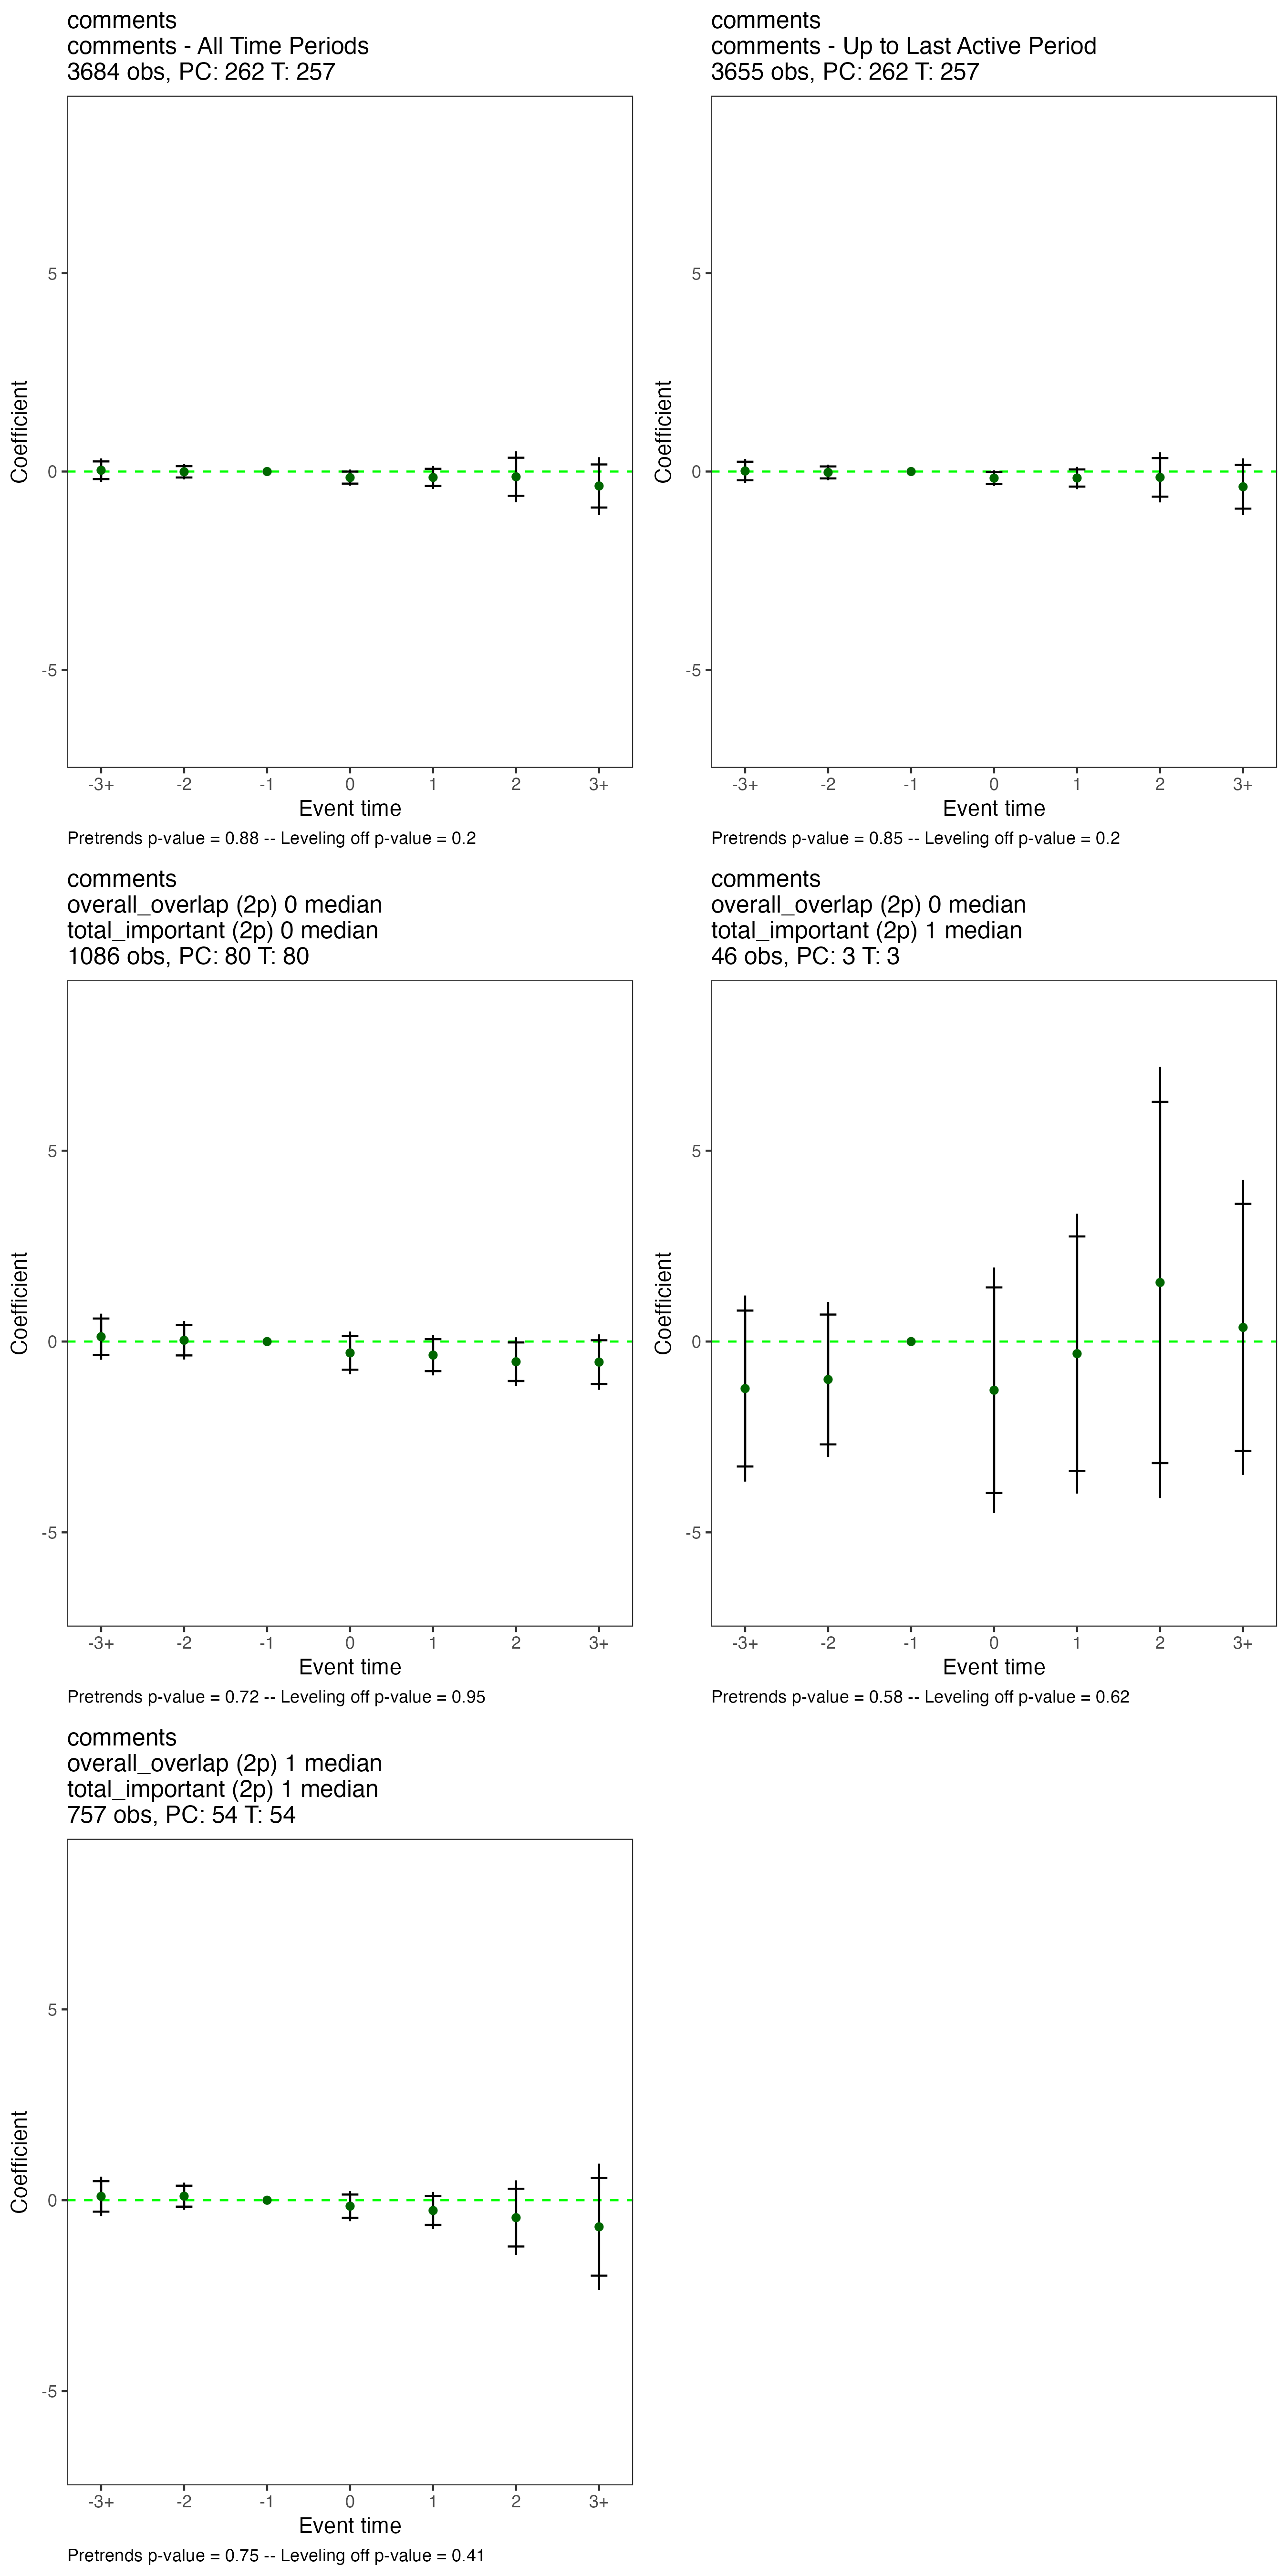 comments
comments - All Time Periods
3684 obs, PC: 262 T: 257
5
0
-5
Coefficient
-3+ -2 -1 0 1 2 3+
Event time
Pretrends p-value = 0.88 -- Leveling off p-value = 0.2
comments
comments - Up to Last Active Period
3655 obs, PC: 262 T: 257
5
0
-5
Coefficient
-3+ -2 -1 0 1 2 3+
Event time
Pretrends p-value = 0.85 -- Leveling off p-value = 0.2
comments
overall_overlap (2p) 0 median
total_important (2p) 0 median
1086 obs, PC: 80 T: 80
5
0
-5
Coefficient
-3+ -2 -1 0 1 2 3+
Event time
Pretrends p-value = 0.72 -- Leveling off p-value = 0.95
comments
overall_overlap (2p) 0 median
total_important (2p) 1 median
46 obs, PC: 3 T: 3
5
0
-5
Coefficient
-3+ -2 -1 0 1 2 3+
Event time
Pretrends p-value = 0.58 -- Leveling off p-value = 0.62
comments
overall_overlap (2p) 1 median
total_important (2p) 1 median
757 obs, PC: 54 T: 54
5
0
-5
Coefficient
-3+ -2 -1 0 1 2 3+
Event time
Pretrends p-value = 0.75 -- Leveling off p-value = 0.41